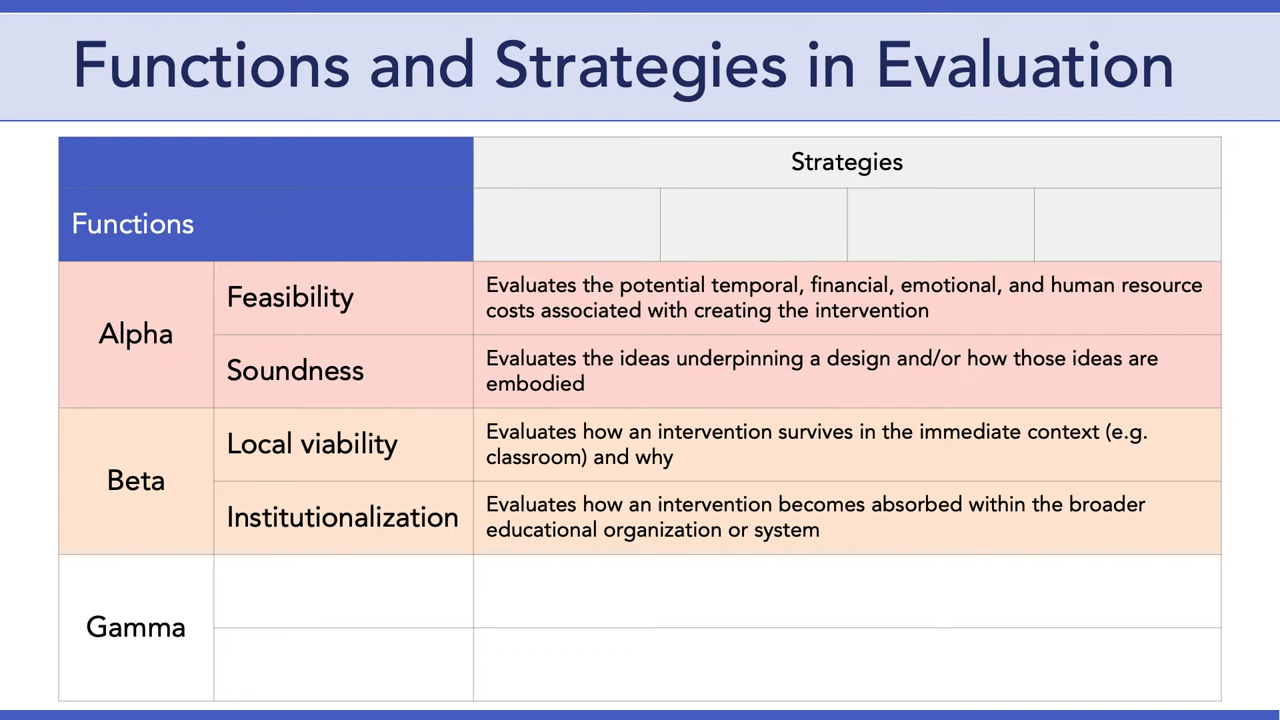 Functions and Strategies in Evaluation
Strategies
Functions
Alpha
Feasibility
Evaluates the potential temporal, financial, emotional, and human resource
costs associated with creating the intervention
Soundness
Evaluates the ideas underpinning a design and/or how those ideas are
embodied
Beta
Local viability
Evaluates how an intervention survives in the immediate context (e.g.
classroom) and why
Institutionalization
Evaluates how an intervention becomes absorbed within the broader
educational organization or system
Gamma